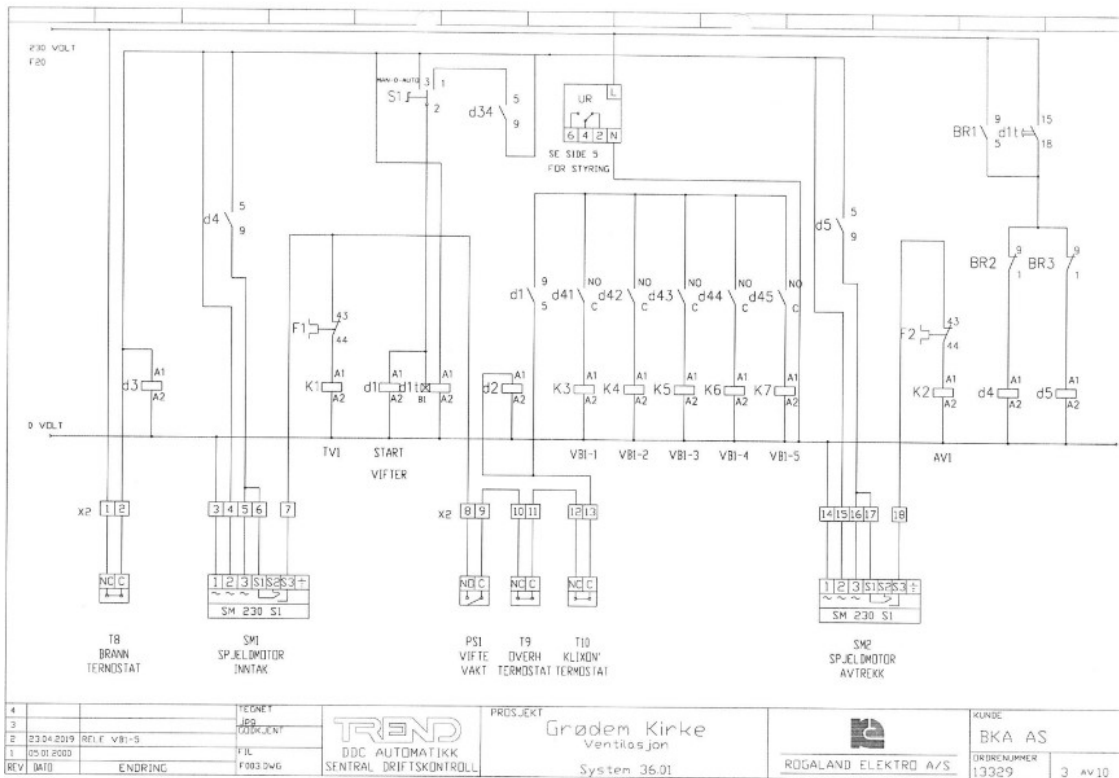 230 VOLT
F20
MAN-O-AUTO 3 1
S1 2
d34 5
9
L
UR
6 4 2 N
SE SIDE 5
FOR STYRING
9 15
BR1 d1t
5 18
d4 5
9
d5 5
9
BR2 9 BR3 9
1 1
9 NO NO NO NO NO
d1 d41 d42 d43 d44 d45
5 C C C C C
F1 43
44
F2 43
44
A1 A1 A1 A1 A1 A1 A1 A1 A1 A1 A1 A1 A1
d3 K1 d1 d1t d2 K3 K4 K5 K6 K7 K2 d4 d5
A2 A2 A2 B1 A2 A2 A2 A2 A2 A2 A2 A2 A2 A2
0 VOLT
TV1 START VB1-1 VB1-2 VB1-3 VB1-4 VB1-5 AV1
VIFTER
X2 1 2 3 4 5 6 7 X2 8 9 10 11 12 13 14 15 16 17 18
NC C 1 2 3 S1 S2 S3 NO C NC C NC C 1 2 3 S1 S2 S3
~ ~ ~ ~ ~ ~
SM 230 S1 SM 230 S1
T8
BRANN
TERNOSTAT
SM1
SPJELDMOTOR
INNTAK
PS1
VIFTE
VAKT
T9
OVERH
TERMOSTAT
T10
KLIXON'
TERMOSTAT
SM2
SPJELDMOTOR
AVTREKK
4
3
2 23.04.2019 RELE VB1-5
1 05.01.2000
REV DATO ENDRING
TEGNET
jpg
GODKJENT
FIL
F003.DWG
TREND
DDC AUTOMATIKK
SENTRAL DRIFTSKONTROLL
PROSJEKT
Grødem Kirke
Ventilasjon
System 36.01
ROGALAND ELEKTRO A/S
KUNDE
BKA AS
ORDRENUMMER
13329 3 AV 10